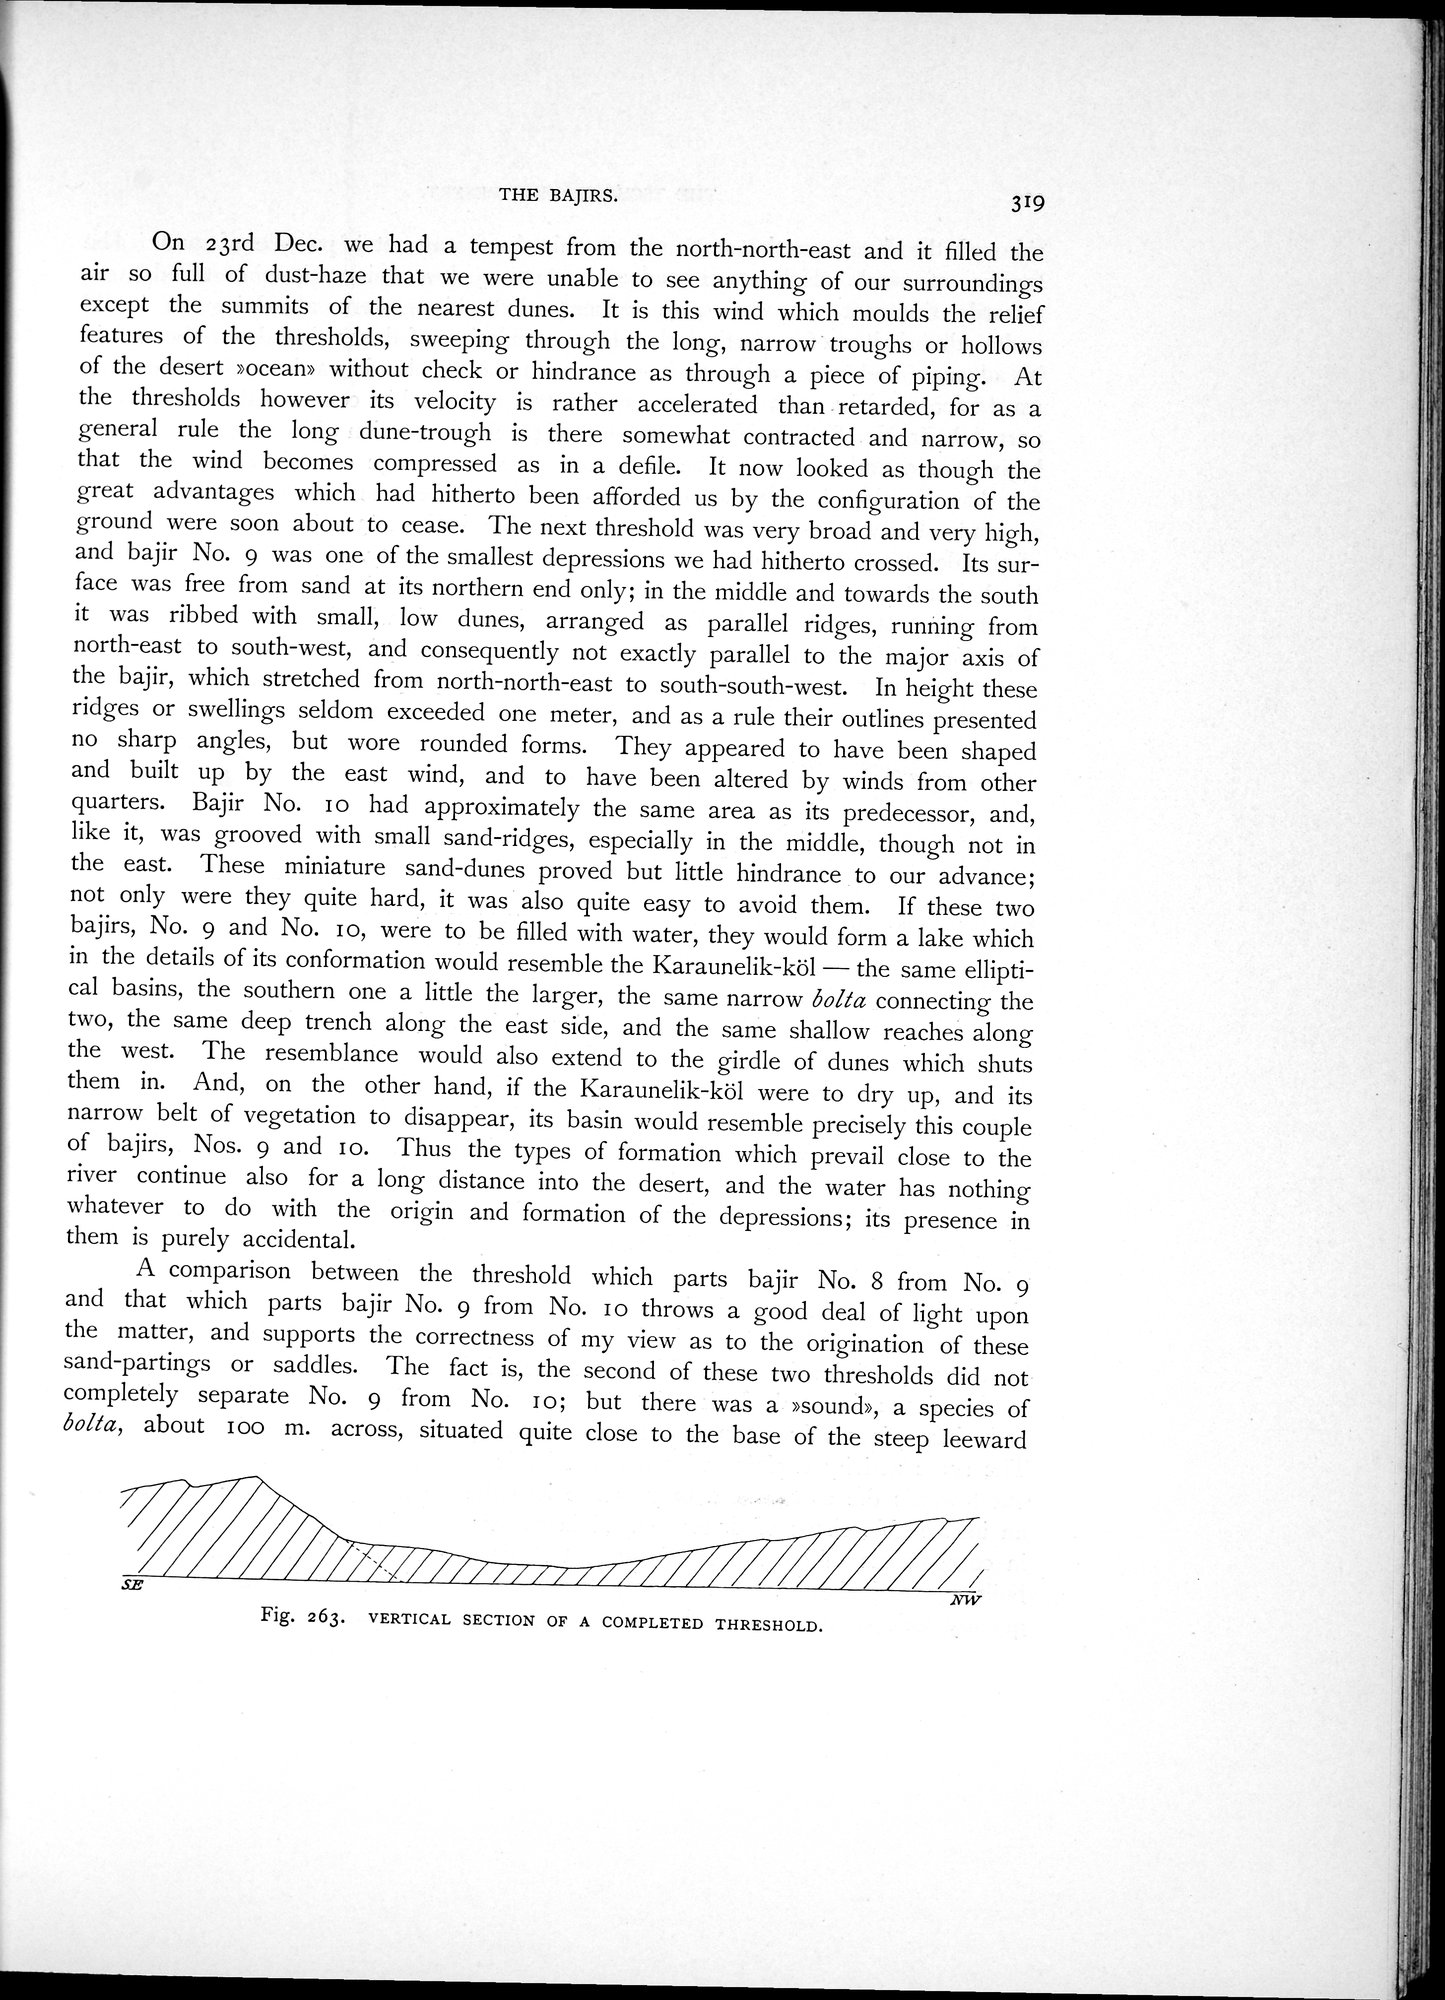 THE BAJIRS.
319
On 23rd Dec. we had a tempest from the north-north-east and it filled the
air so full of dust-haze that we were unable to see anything of our surroundings
except the summits of the nearest dunes. It is this wind which moulds the relief
features of the thresholds, sweeping through the long, narrow troughs or hollows
of the desert »ocean» without check or hindrance as through a piece of piping. At
the thresholds however its velocity is rather accelerated than retarded, for as a
general rule the long dune-trough is there somewhat contracted and narrow, so
that the wind becomes compressed as in a defile. It now looked as though the
great advantages which had hitherto been afforded us by the configuration of the
ground were soon about to cease. The next threshold was very broad and very high,
and bajir No. 9 was one of the smallest depressions we had hitherto crossed. Its sur-
face was free from sand at its northern end only; in the middle and towards the south
it was ribbed with small, low dunes, arranged as parallel ridges, running from
north-east to south-west, and consequently not exactly parallel to the major axis of
the bajir, which stretched from north-north-east to south-south-west. In height these
ridges or swellings seldom exceeded one meter, and as a rule their outlines presented
no sharp angles, but wore rounded forms. They appeared to have been shaped
and built up by the east wind, and to have been altered by winds from other
quarters. Bajir No. 10 had approximately the same area as its predecessor, and,
like it, was grooved with small sand-ridges, especially in the middle, though not in
the east. These miniature sand-dunes proved but little hindrance to our advance;
not only were they quite hard, it was also quite easy to avoid them. If these two
bajirs, No. 9 and No. 10, were to be filled with water, they would form a lake which
in the details of its conformation would resemble the Karaunelik-köl — the same ellipti-
cal basins, the southern one a little the larger, the same narrow bolta connecting the
two, the same deep trench along the east side, and the same shallow reaches along
the west. The resemblance would also extend to the girdle of dunes which shuts
them in. And, on the other hand, if the Karaunelik-köl were to dry up, and its
narrow belt of vegetation to disappear, its basin would resemble precisely this couple
of bajirs, Nos. 9 and 10. Thus the types of formation which prevail close to the
river continue also for a long distance into the desert, and the water has nothing
whatever to do with the origin and formation of the depressions; its presence in
them is purely accidental.
A comparison between the threshold which parts bajir No. 8 from No. 9
and that which parts bajir No. 9 from No. 10 throws a good deal of light upon
the matter, and supports the correctness of my view as to the origination of these
sand-partings or saddles. The fact is, the second of these two thresholds did not
completely separate No. 9 from No. 10; but there was a »sound», a species of
bolta, about 100 m. across, situated quite close to the base of the steep leeward
SE
NW
Fig. 263. VERTICAL SECTION OF A COMPLETED THRESHOLD.